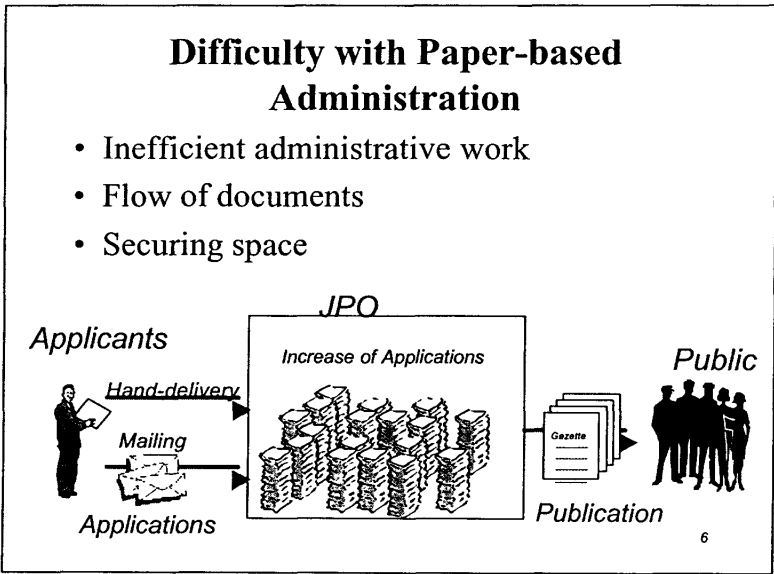 Difficulty with Paper-based
Administration
• Inefficient administrative work
• Flow of documents
• Securing space
JPO
Applicants
Increase of Applications
Public
Hand-delivery
Mailing
Gazette
Applications
Publication
6